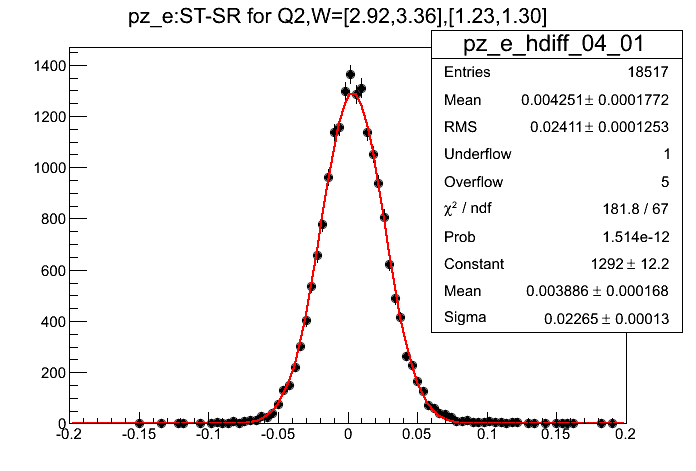 pz_e:ST-SR for Q2,W=[2.92,3.36],[1.23,1.30]
pz_e_hdiff_04_01
Entries 18517
Mean 0.004251± 0.0001772
RMS 0.02411± 0.0001253
Underflow 1
Overflow 5
χ² / ndf 181.8 / 67
Prob 1.514e-12
Constant 1292 ± 12.2
Mean 0.003886 ± 0.000168
Sigma 0.02265 ± 0.00013
1400
1200
1000
800
600
400
200
0
-0.2 -0.15 -0.1 -0.05 0 0.05 0.1 0.15 0.2